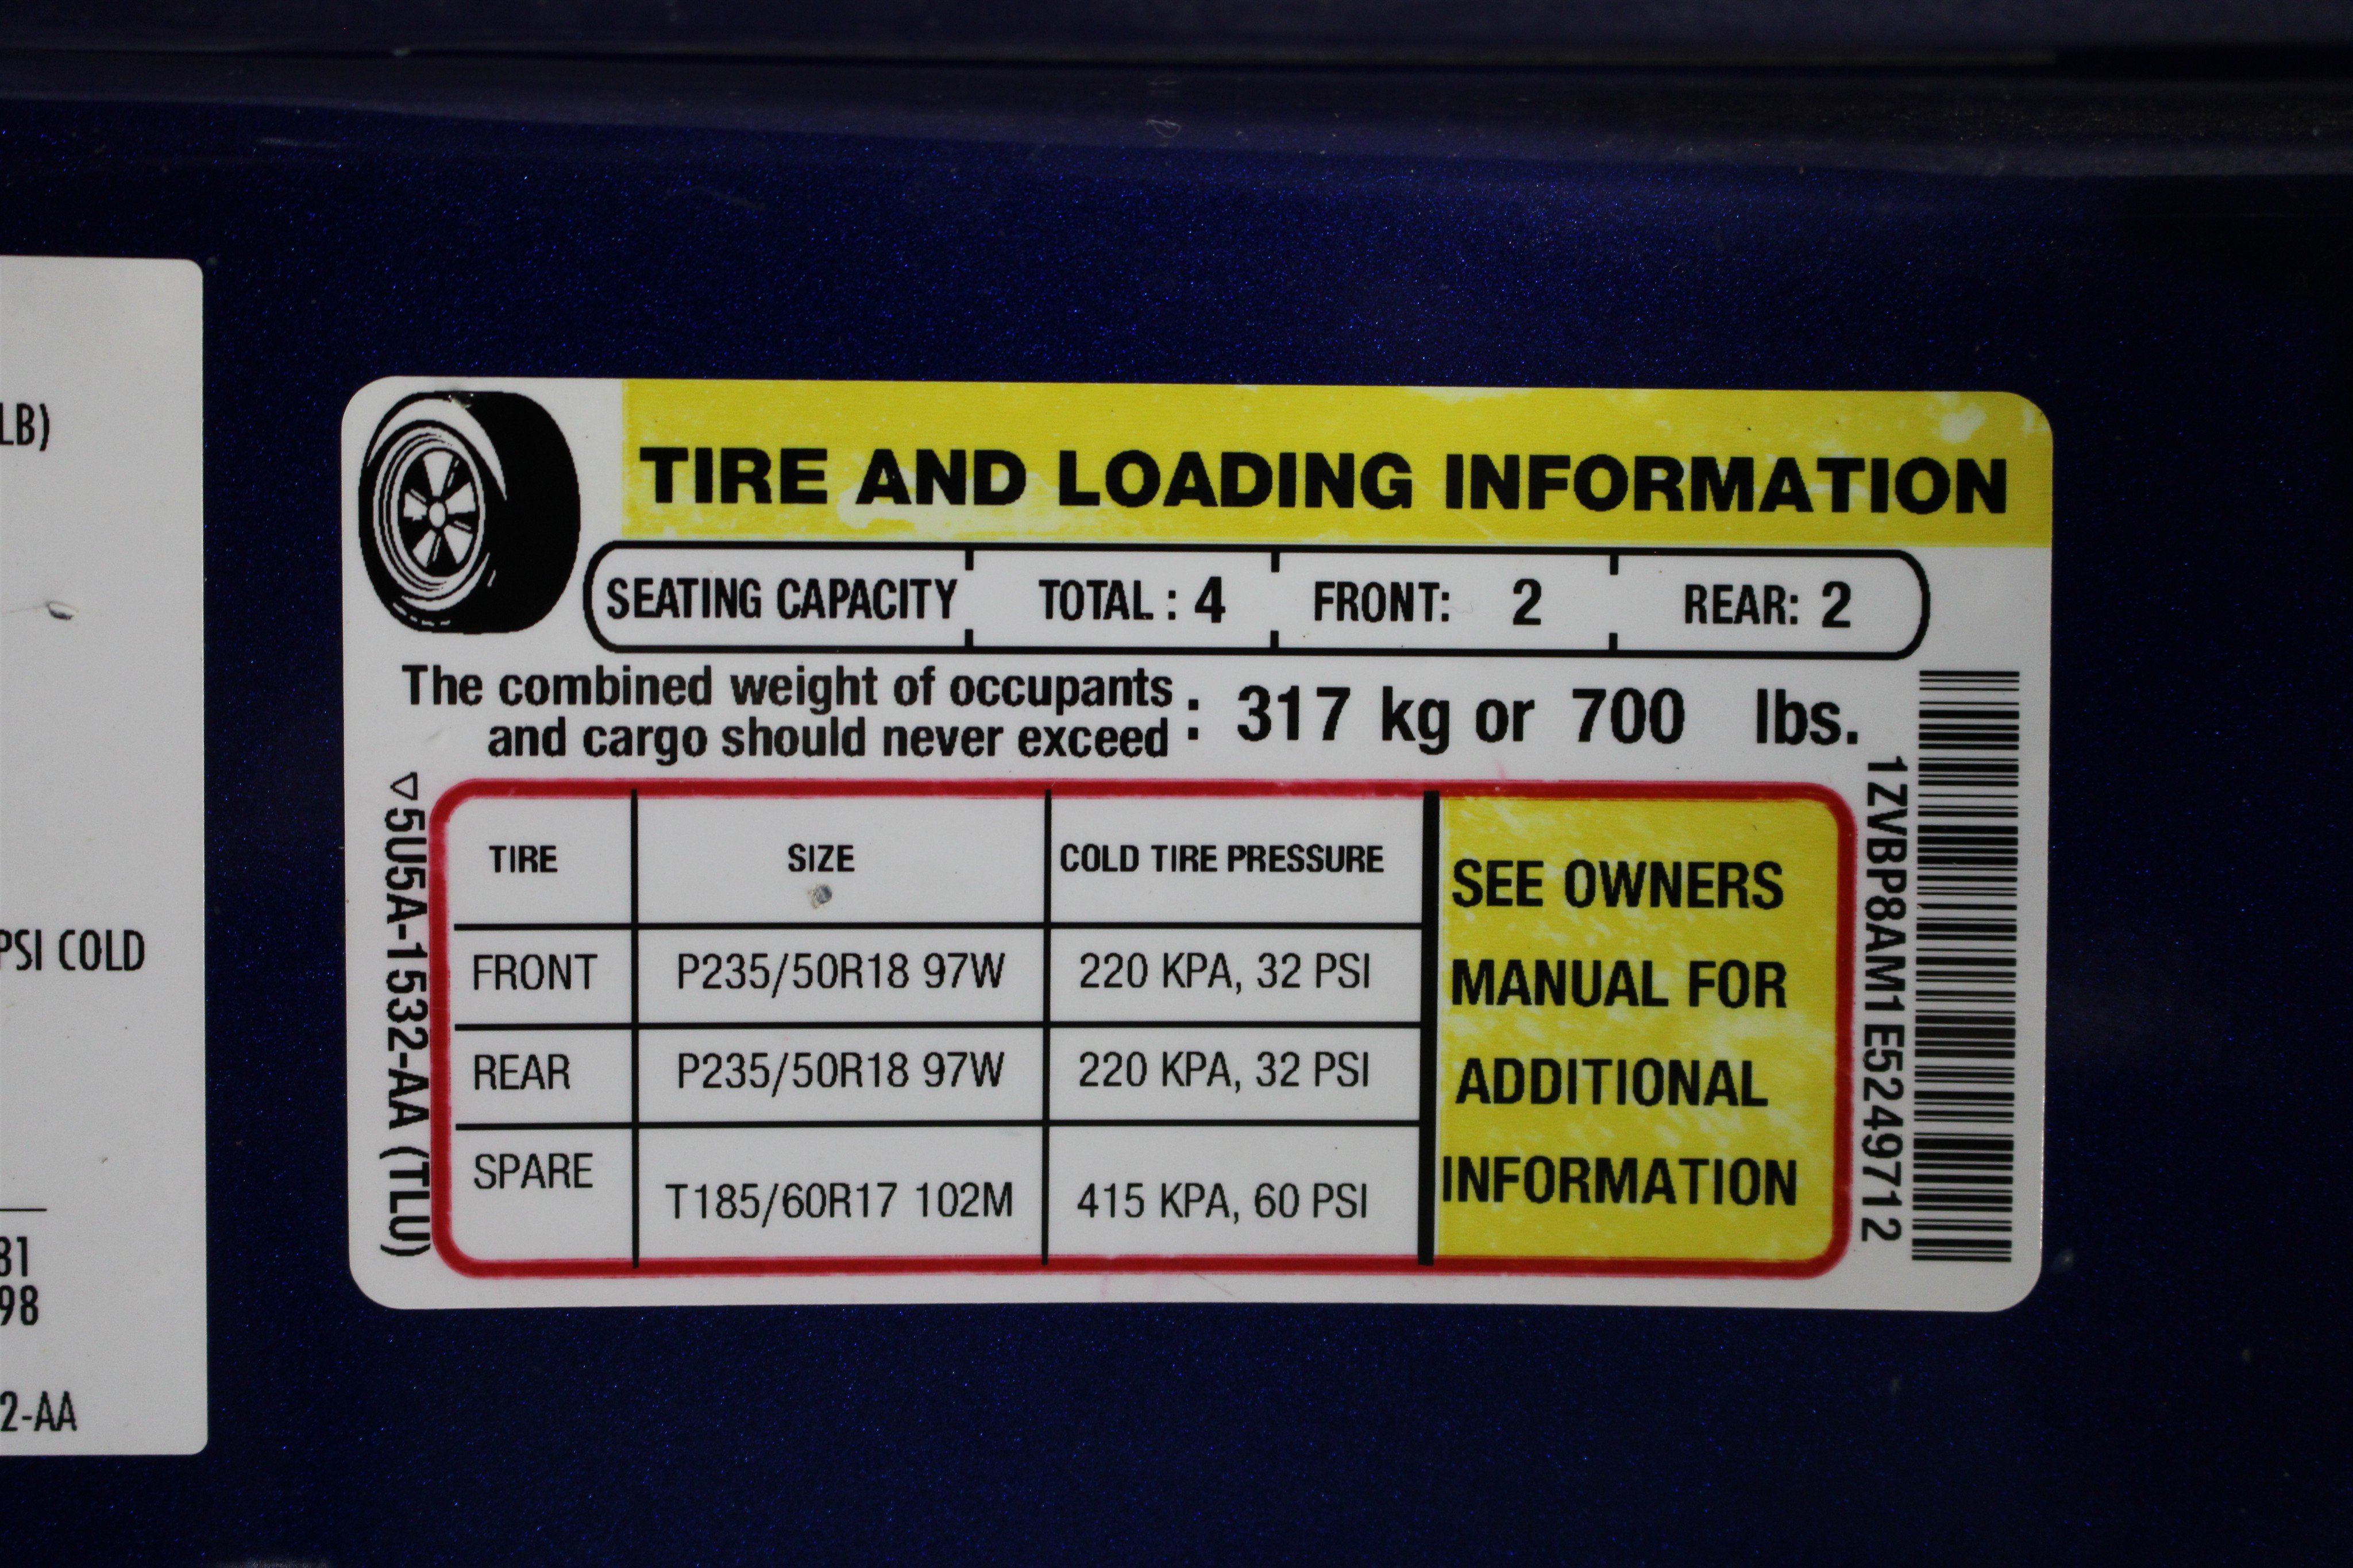 LB)
PSI COLD
81
98
2-AA
TIRE AND LOADING INFORMATION
SEATING CAPACITY TOTAL : 4 FRONT: 2 REAR: 2
The combined weight of occupants
and cargo should never exceed : 317 kg or 700 lbs.
5U5A-1532-AA (TLU)
TIRE SIZE COLD TIRE PRESSURE
FRONT P235/50R18 97W 220 KPA, 32 PSI
REAR P235/50R18 97W 220 KPA, 32 PSI
SPARE T185/60R17 102M 415 KPA, 60 PSI
SEE OWNERS
MANUAL FOR
ADDITIONAL
INFORMATION
1ZVBP8AM1E5249712